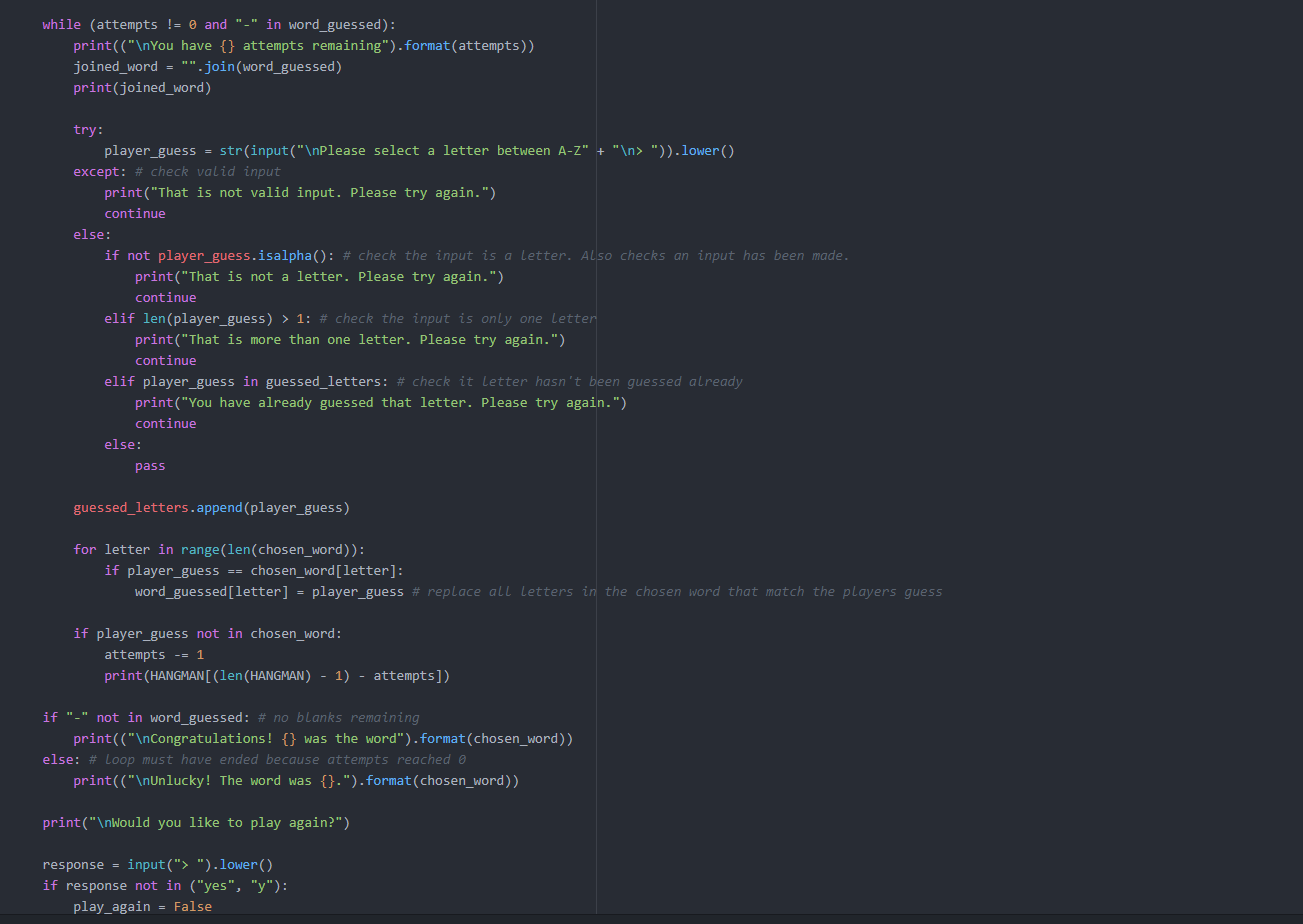 while (attempts != 0 and "-" in word_guessed):
    print(("\nYou have {} attempts remaining").format(attempts))
    joined_word = "".join(word_guessed)
    print(joined_word)

    try:
        player_guess = str(input("\nPlease select a letter between A-Z" + "\n> ")).lower()
    except: # check valid input
        print("That is not valid input. Please try again.")
        continue
    else:
        if not player_guess.isalpha(): # check the input is a letter. Also checks an input has been made.
            print("That is not a letter. Please try again.")
            continue
        elif len(player_guess) > 1: # check the input is only one letter
            print("That is more than one letter. Please try again.")
            continue
        elif player_guess in guessed_letters: # check it letter hasn't been guessed already
            print("You have already guessed that letter. Please try again.")
            continue
        else:
            pass

    guessed_letters.append(player_guess)

    for letter in range(len(chosen_word)):
        if player_guess == chosen_word[letter]:
            word_guessed[letter] = player_guess # replace all letters in the chosen word that match the players guess

    if player_guess not in chosen_word:
        attempts -= 1
        print(HANGMAN[(len(HANGMAN) - 1) - attempts])

if "-" not in word_guessed: # no blanks remaining
    print(("\nCongratulations! {} was the word").format(chosen_word))
else: # loop must have ended because attempts reached 0
    print(("\nUnlucky! The word was {}.").format(chosen_word))

print("\nWould you like to play again?")

response = input("> ").lower()
if response not in ("yes", "y"):
    play_again = False